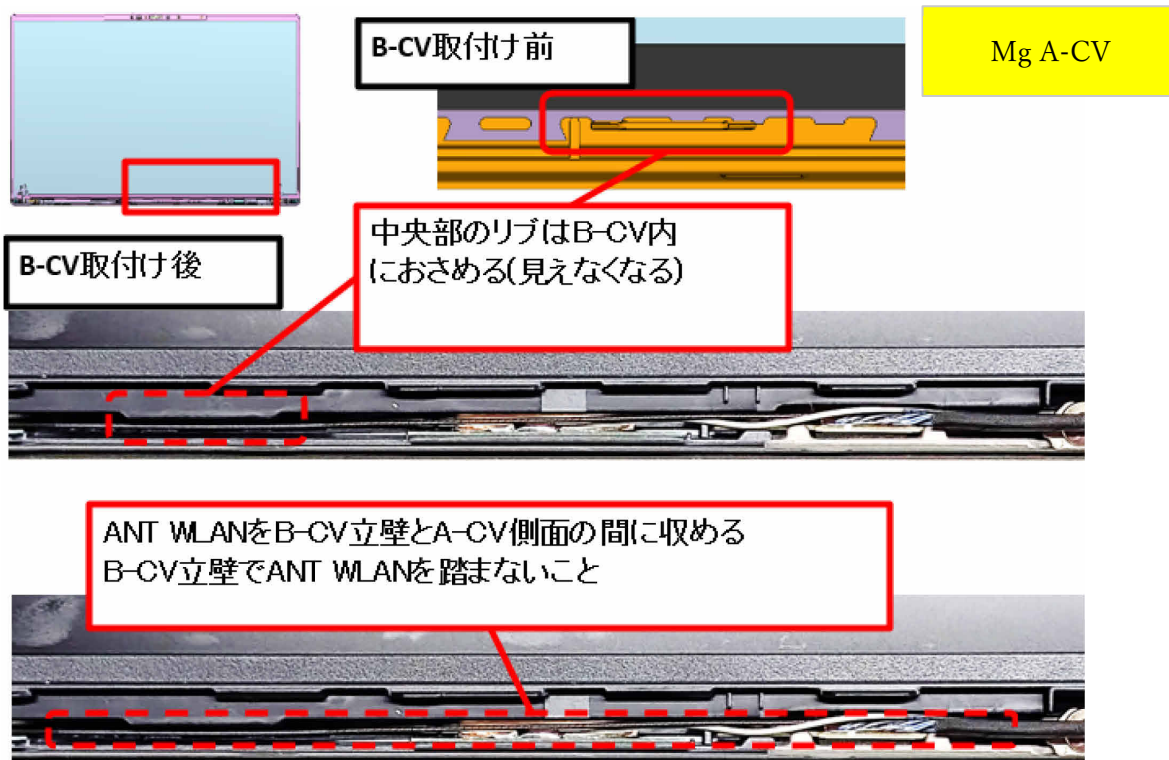 B-CV取付け前
Mg A-CV
中央部のリブはB-CV内
におさめる(見えなくなる)
B-CV取付け後
ANT WLANをB-CV立壁とA-CV側面の間に収める
B-CV立壁でANT WLANを踏まないこと